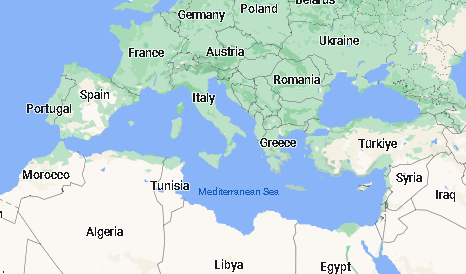 Belarus
Poland
Germany
Ukraine
France
Austria
Romania
Spain
Italy
Portugal
Greece
Türkiye
Morocco
Tunisia
Mediterranean Sea
Syria
Iraq
Algeria
Libya
Egypt